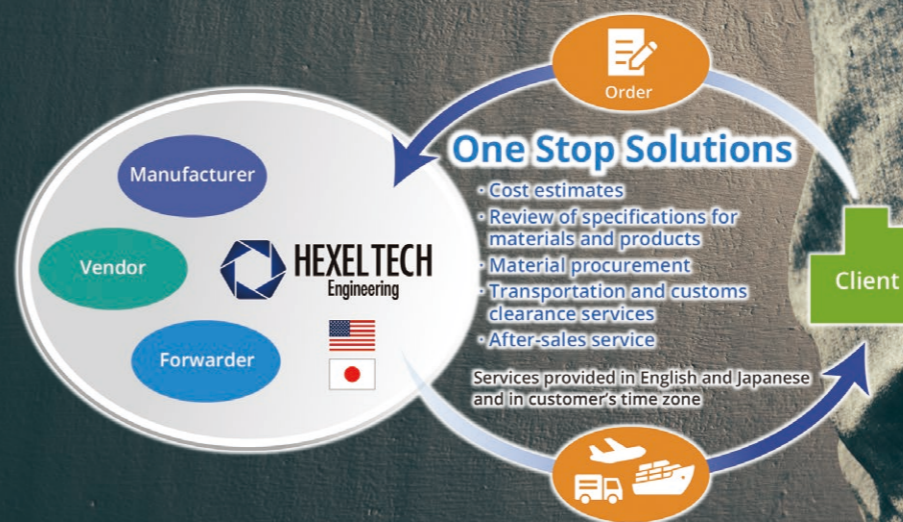 Order
One Stop Solutions
· Cost estimates
· Review of specifications for
materials and products
· Material procurement
· Transportation and customs
clearance services
· After-sales service
Services provided in English and Japanese
and in customer's time zone
Manufacturer
Vendor
Forwarder
HEXEL TECH
Engineering
Client